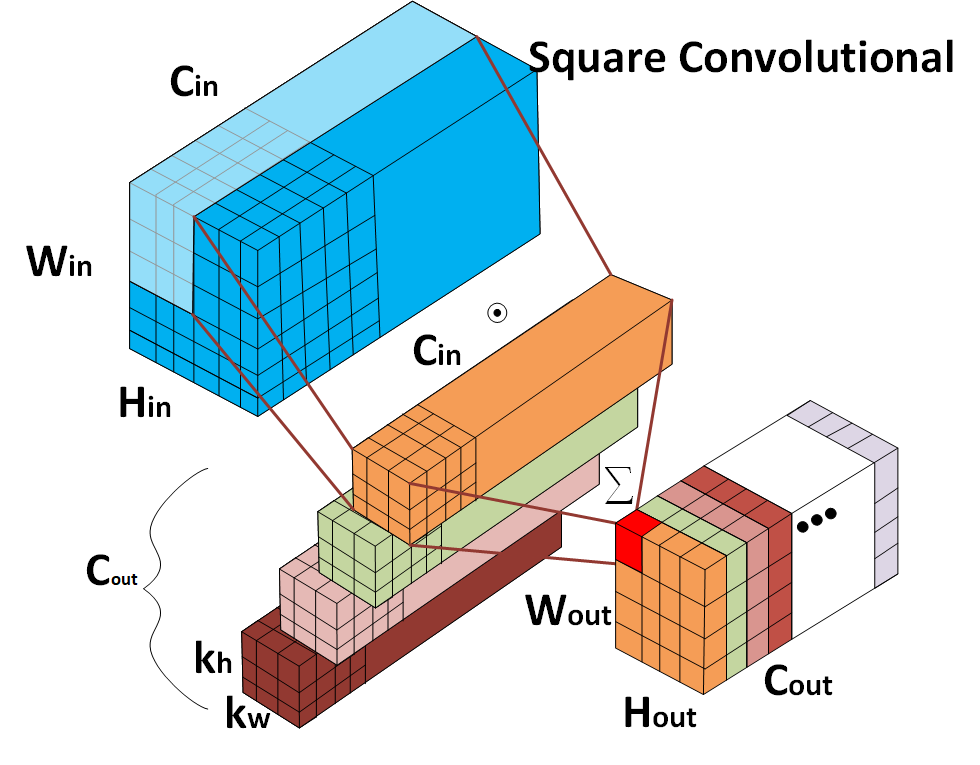 Square Convolutional
Cin
Win
Hin
Cin
∑
Cout
kh
kw
Wout
Hout
Cout